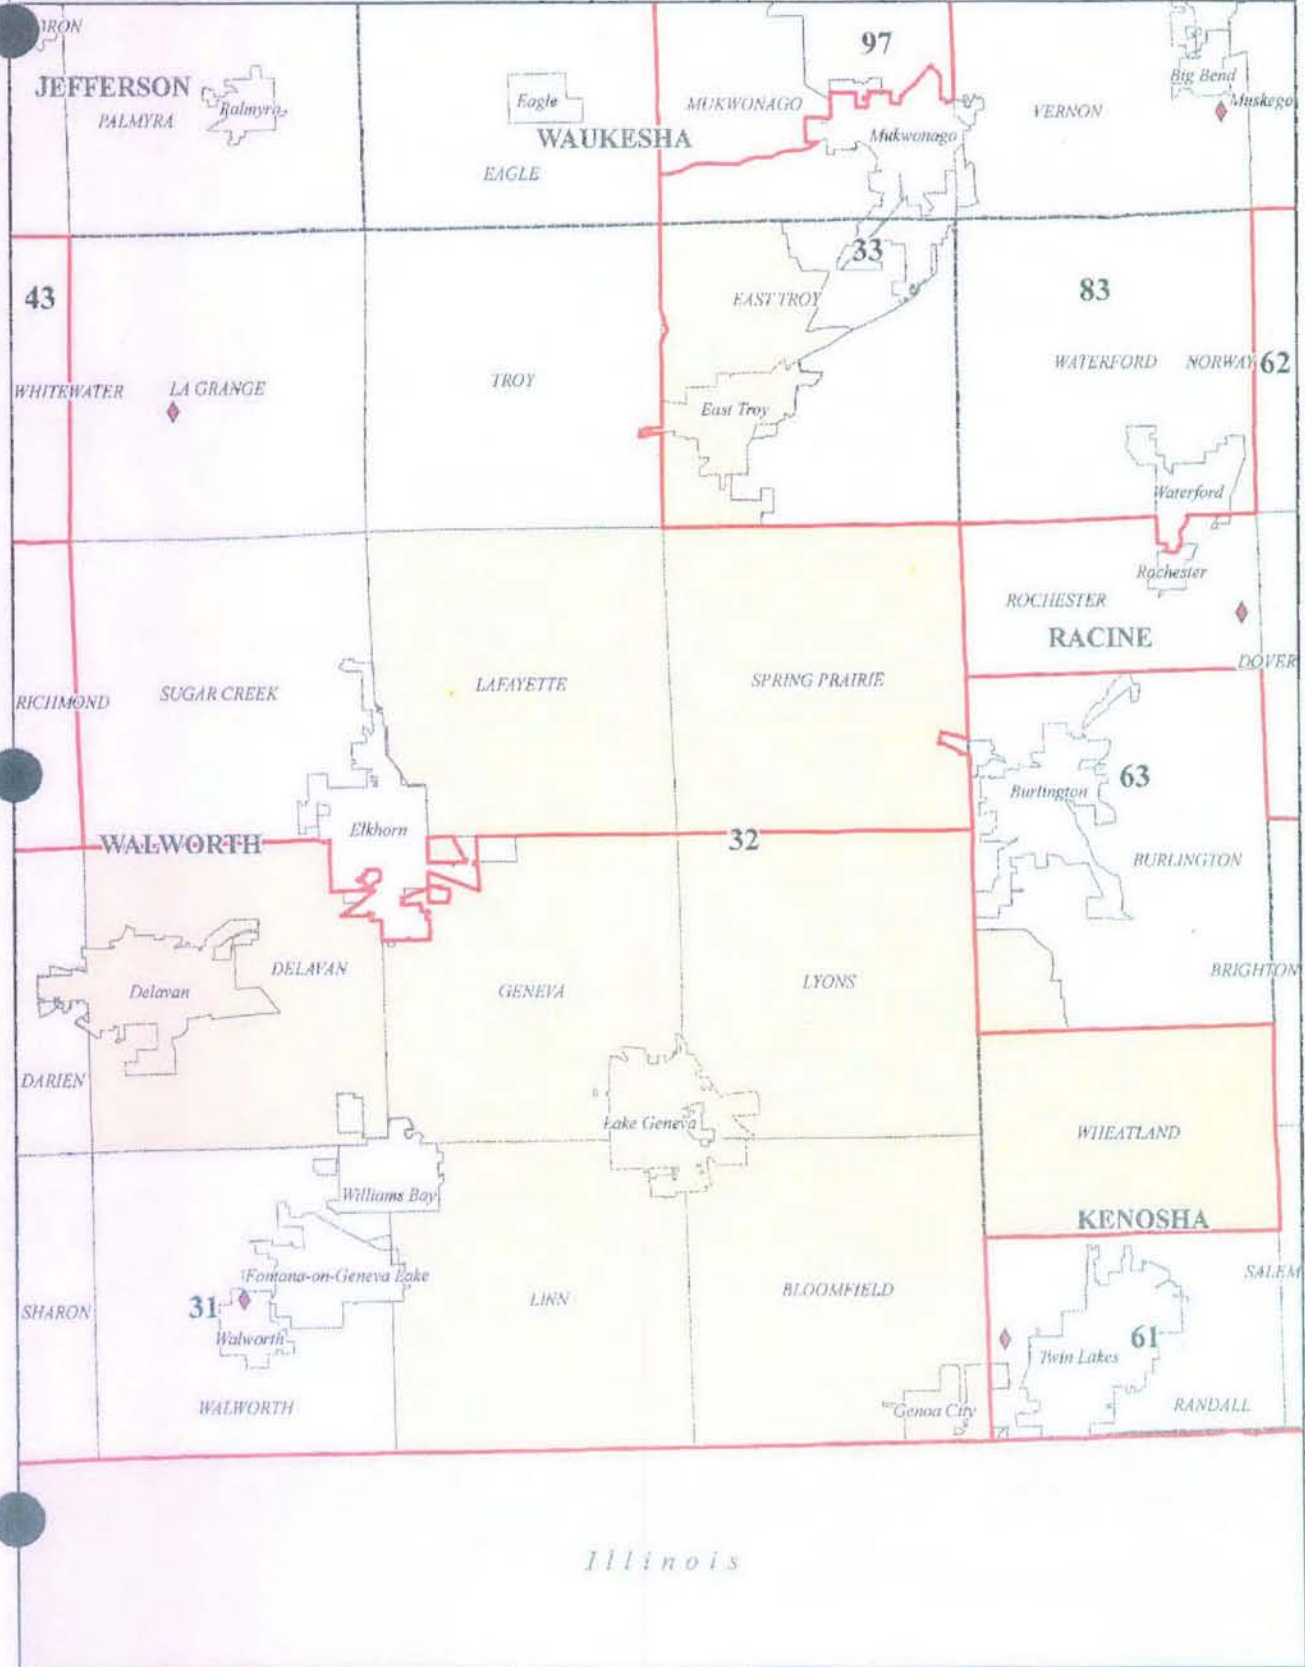 97
JEFFERSON
PALMYRA
Palmyra
Eagle
WAUKESHA
EAGLE
MUKWONAGO
Mukwonago
VERNON
Big Bend
Muskego
43
33
EAST TROY
83
WHITEWATER
LA GRANGE
TROY
East Troy
WATERFORD
NORWAY
62
Waterford
Rochester
ROCHESTER
RACINE
DOVER
RICHMOND
SUGAR CREEK
LAFAYETTE
SPRING PRAIRIE
Burlington
63
Elkhorn
WALWORTH
32
BURLINGTON
Delavan
DELAVAN
GENEVA
LYONS
BRIGHTON
DARIEN
Lake Geneva
WHEATLAND
Williams Bay
KENOSHA
Fontana-on-Geneva Lake
SHARON
31
Walworth
LINN
BLOOMFIELD
SALEM
61
Twin Lakes
WALWORTH
Genoa City
RANDALL
Illinois